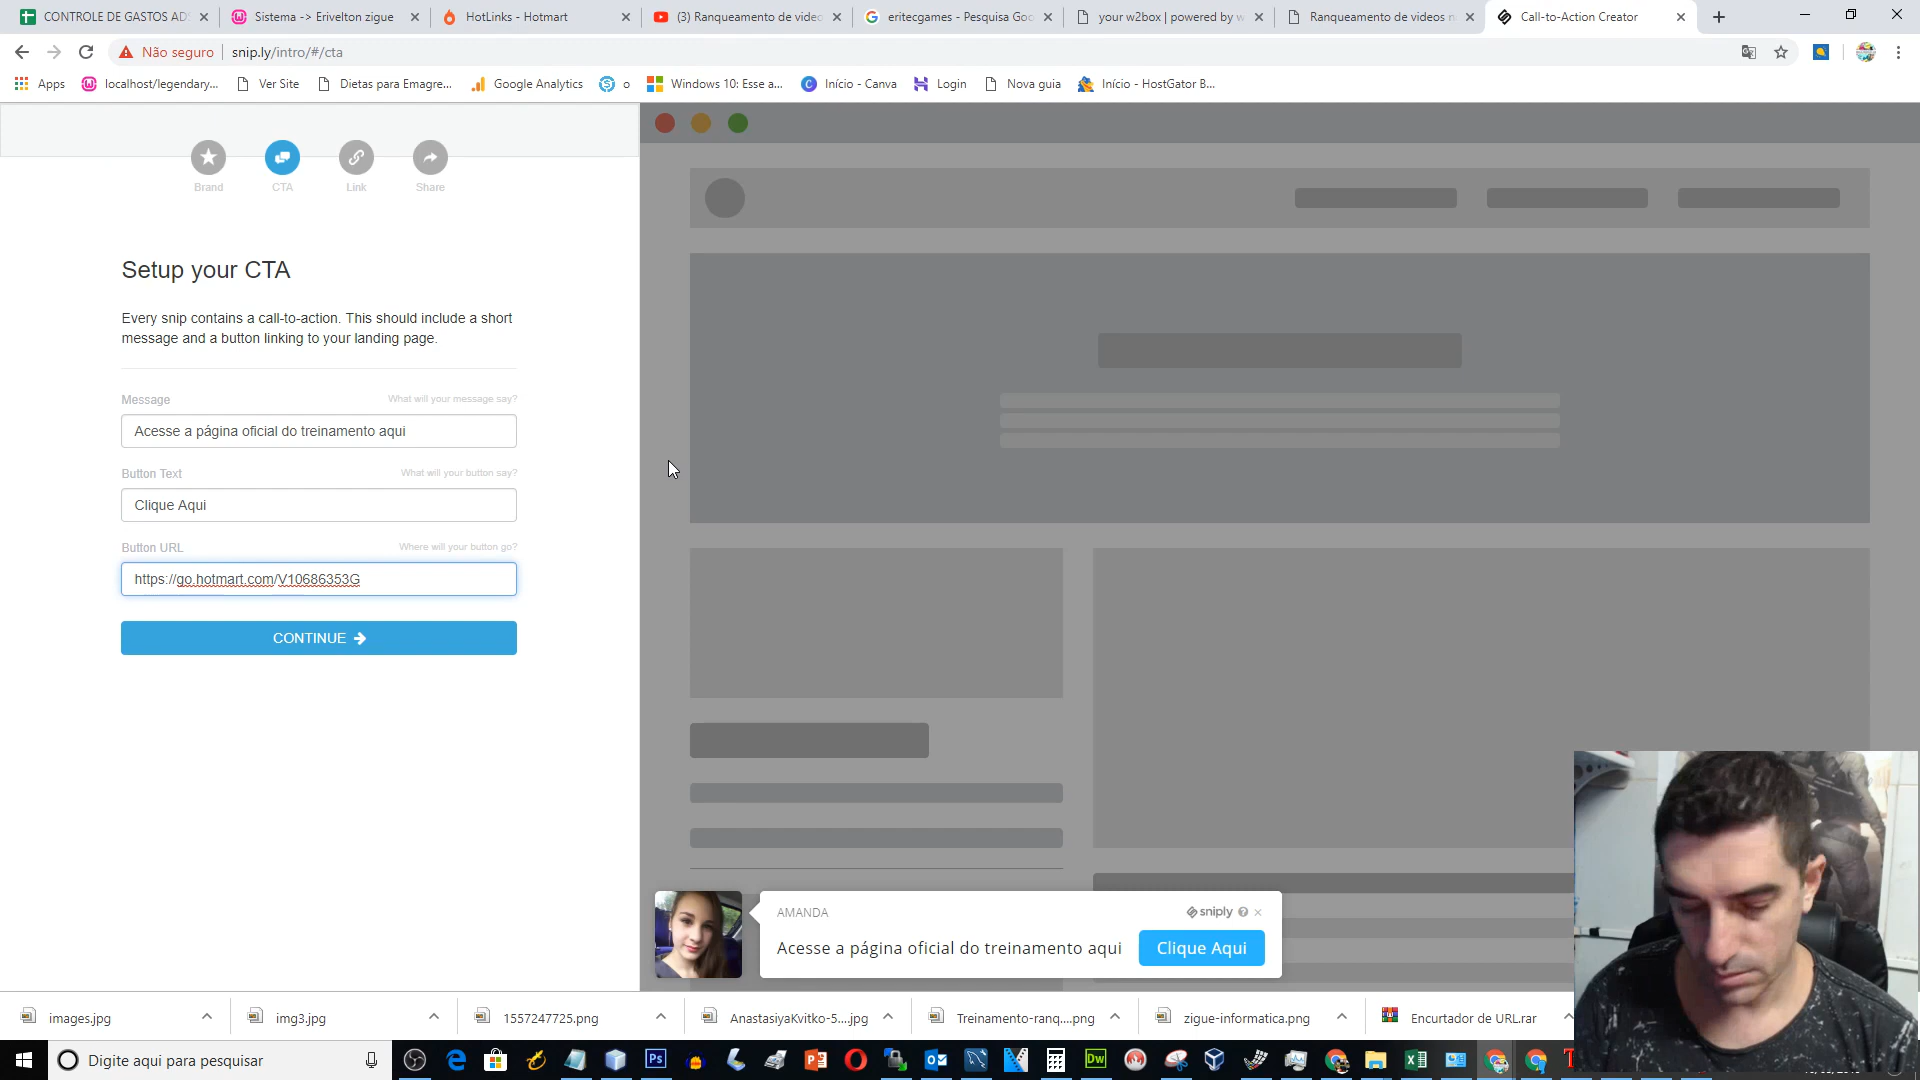 CONTROLE DE GASTOS AD
Sistema -> Erivelton zigue
HotLinks - Hotmart
(3) Ranqueamento de video
eritecgames - Pesquisa Goo
your w2box | powered by w
Ranqueamento de videos n
Call-to-Action Creator
Não seguro
snip.ly/intro/#/cta
Apps
localhost/legendary...
Ver Site
Dietas para Emagre...
Google Analytics
o
Windows 10: Esse a...
Início - Canva
Login
Nova guia
Início - HostGator B...
Brand
CTA
Link
Share
Setup your CTA
Every snip contains a call-to-action. This should include a short
message and a button linking to your landing page.
Message
What will your message say?
Acesse a página oficial do treinamento aqui
Button Text
What will your button say?
Clique Aqui
Button URL
Where will your button go?
https://go.hotmart.com/V10686353G
CONTINUE
AMANDA
sniply
Acesse a página oficial do treinamento aqui
Clique Aqui
images.jpg
img3.jpg
1557247725.png
AnastasiyaKvitko-5....jpg
Treinamento-ranq....png
zigue-informatica.png
Encurtador de URL.rar
Digite aqui para pesquisar